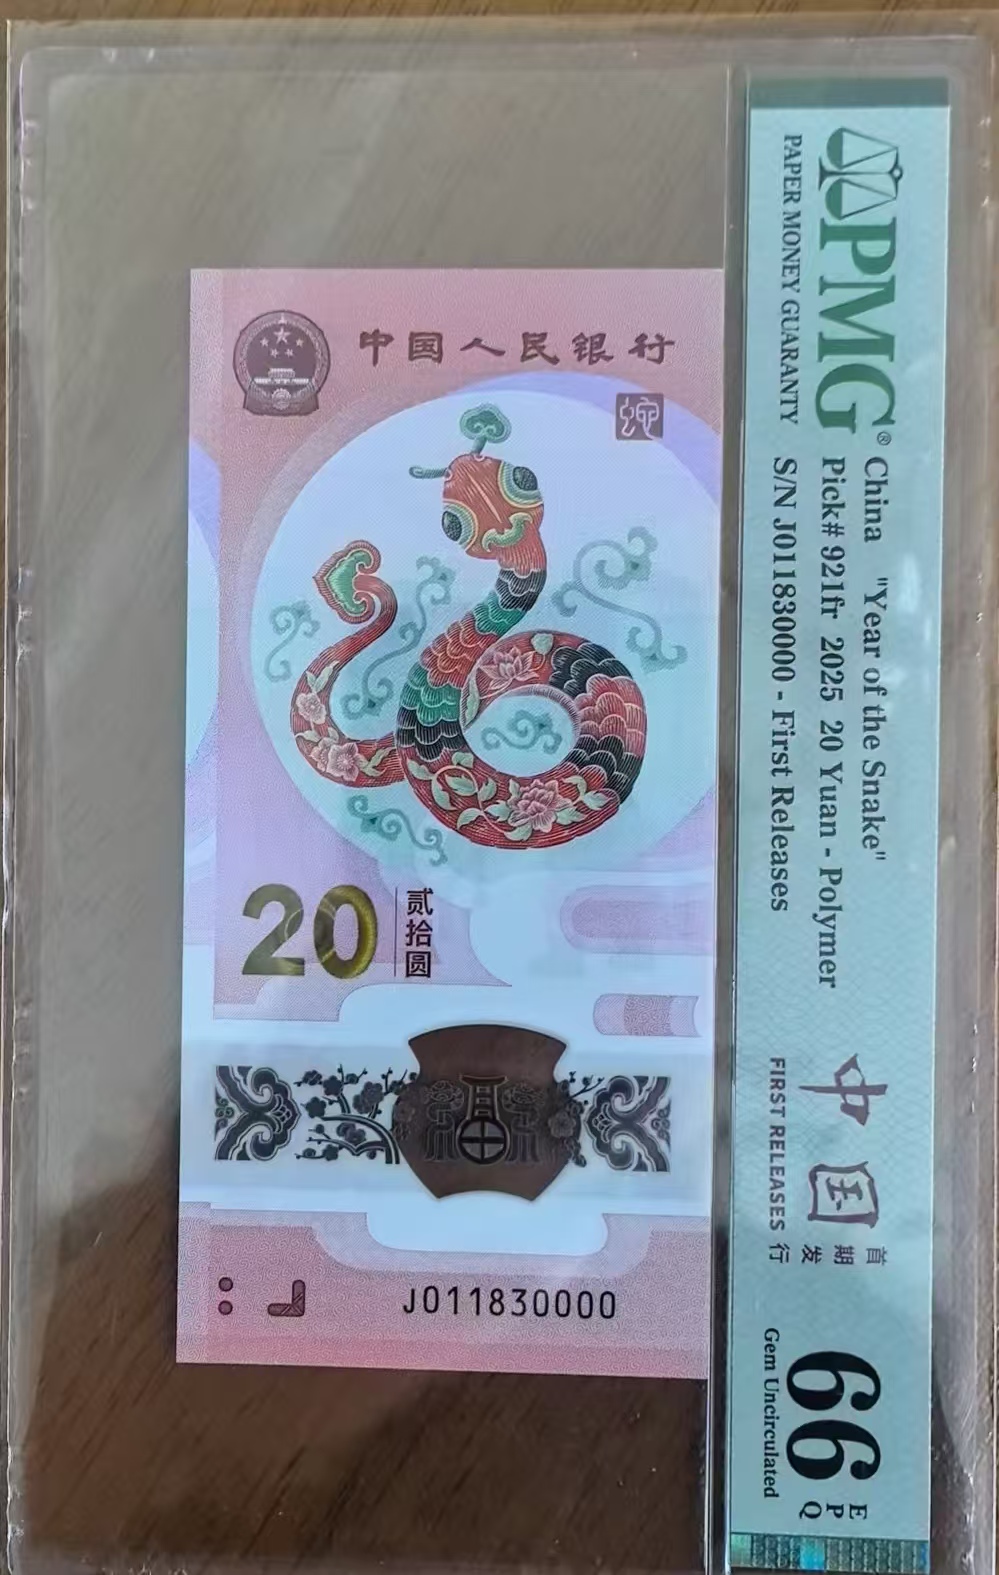 中国人民银行
蛇
20
贰拾圆
J011830000
PMG®
PAPER MONEY GUARANTY
China "Year of the Snake"
Pick# 921fr 2025 20 Yuan - Polymer
S/N J011830000 - First Releases
中国
首期发行
FIRST RELEASES
66 EPQ
Gem Uncirculated